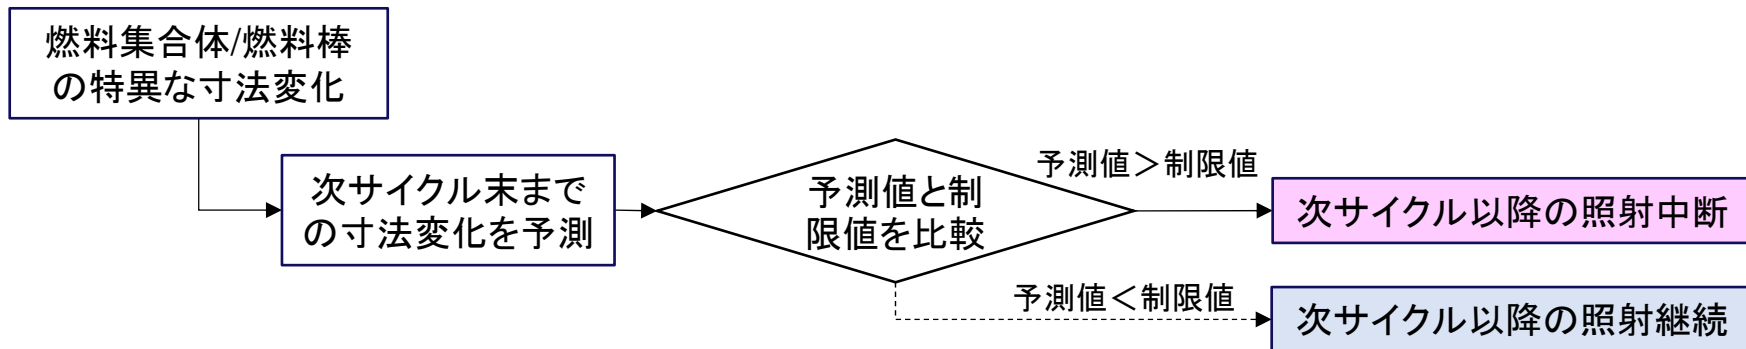 燃料集合体/燃料棒
の特異な寸法変化
次サイクル末まで
の寸法変化を予測
予測値と制
限値を比較
予測値＞制限値
次サイクル以降の照射中断
予測値＜制限値
次サイクル以降の照射継続